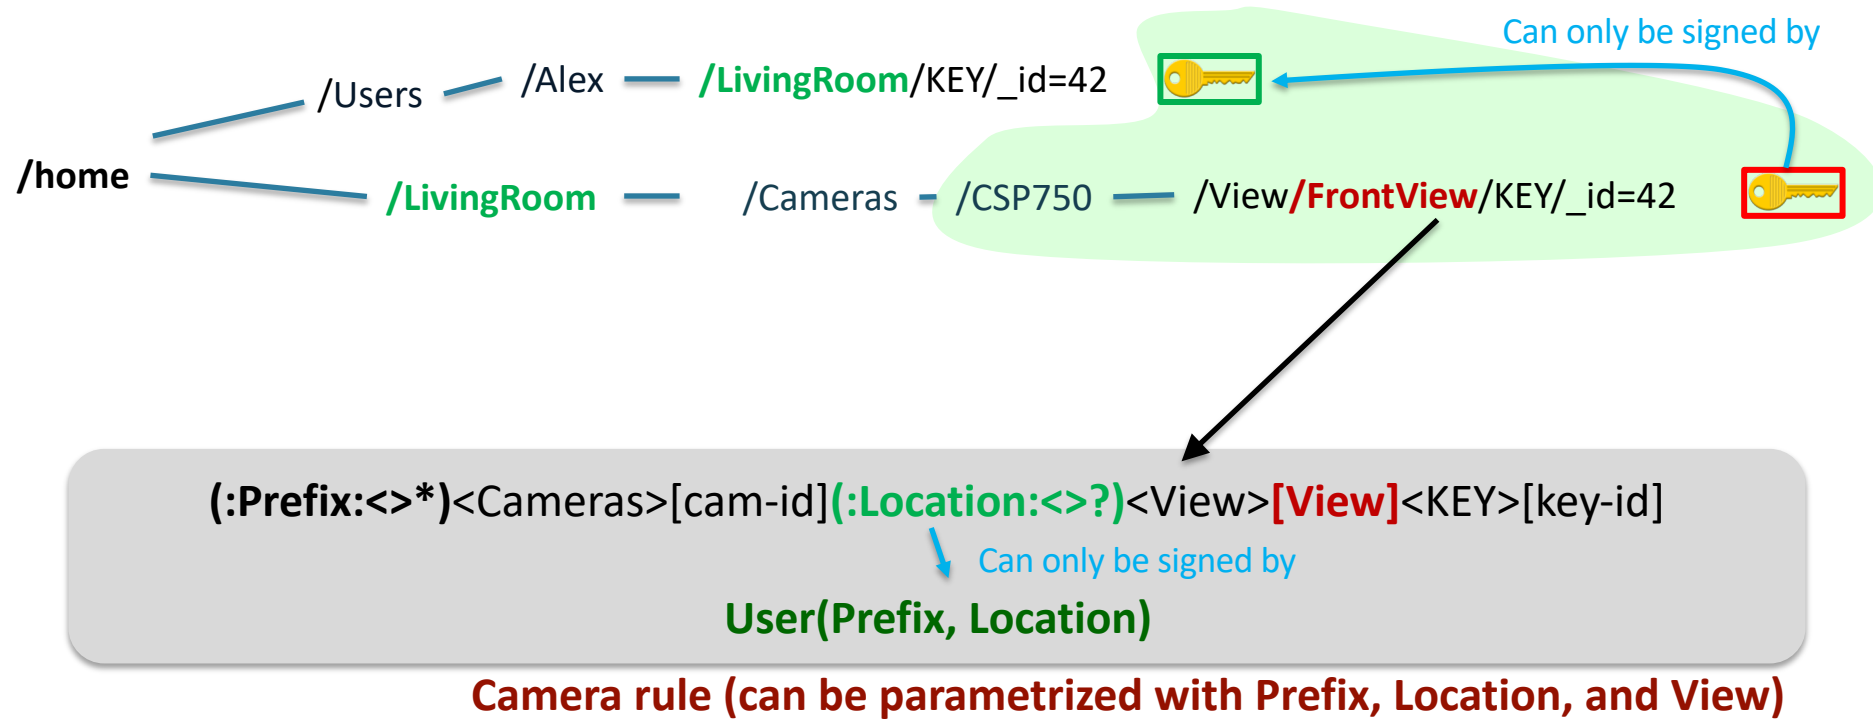 Can only be signed by
/Users /Alex /LivingRoom/KEY/_id=42
/home
/LivingRoom /Cameras /CSP750 /View/FrontView/KEY/_id=42
(:Prefix:<>*)<Cameras>[cam-id](:Location:<>?)<View>[View]<KEY>[key-id]
Can only be signed by
User(Prefix, Location)
Camera rule (can be parametrized with Prefix, Location, and View)